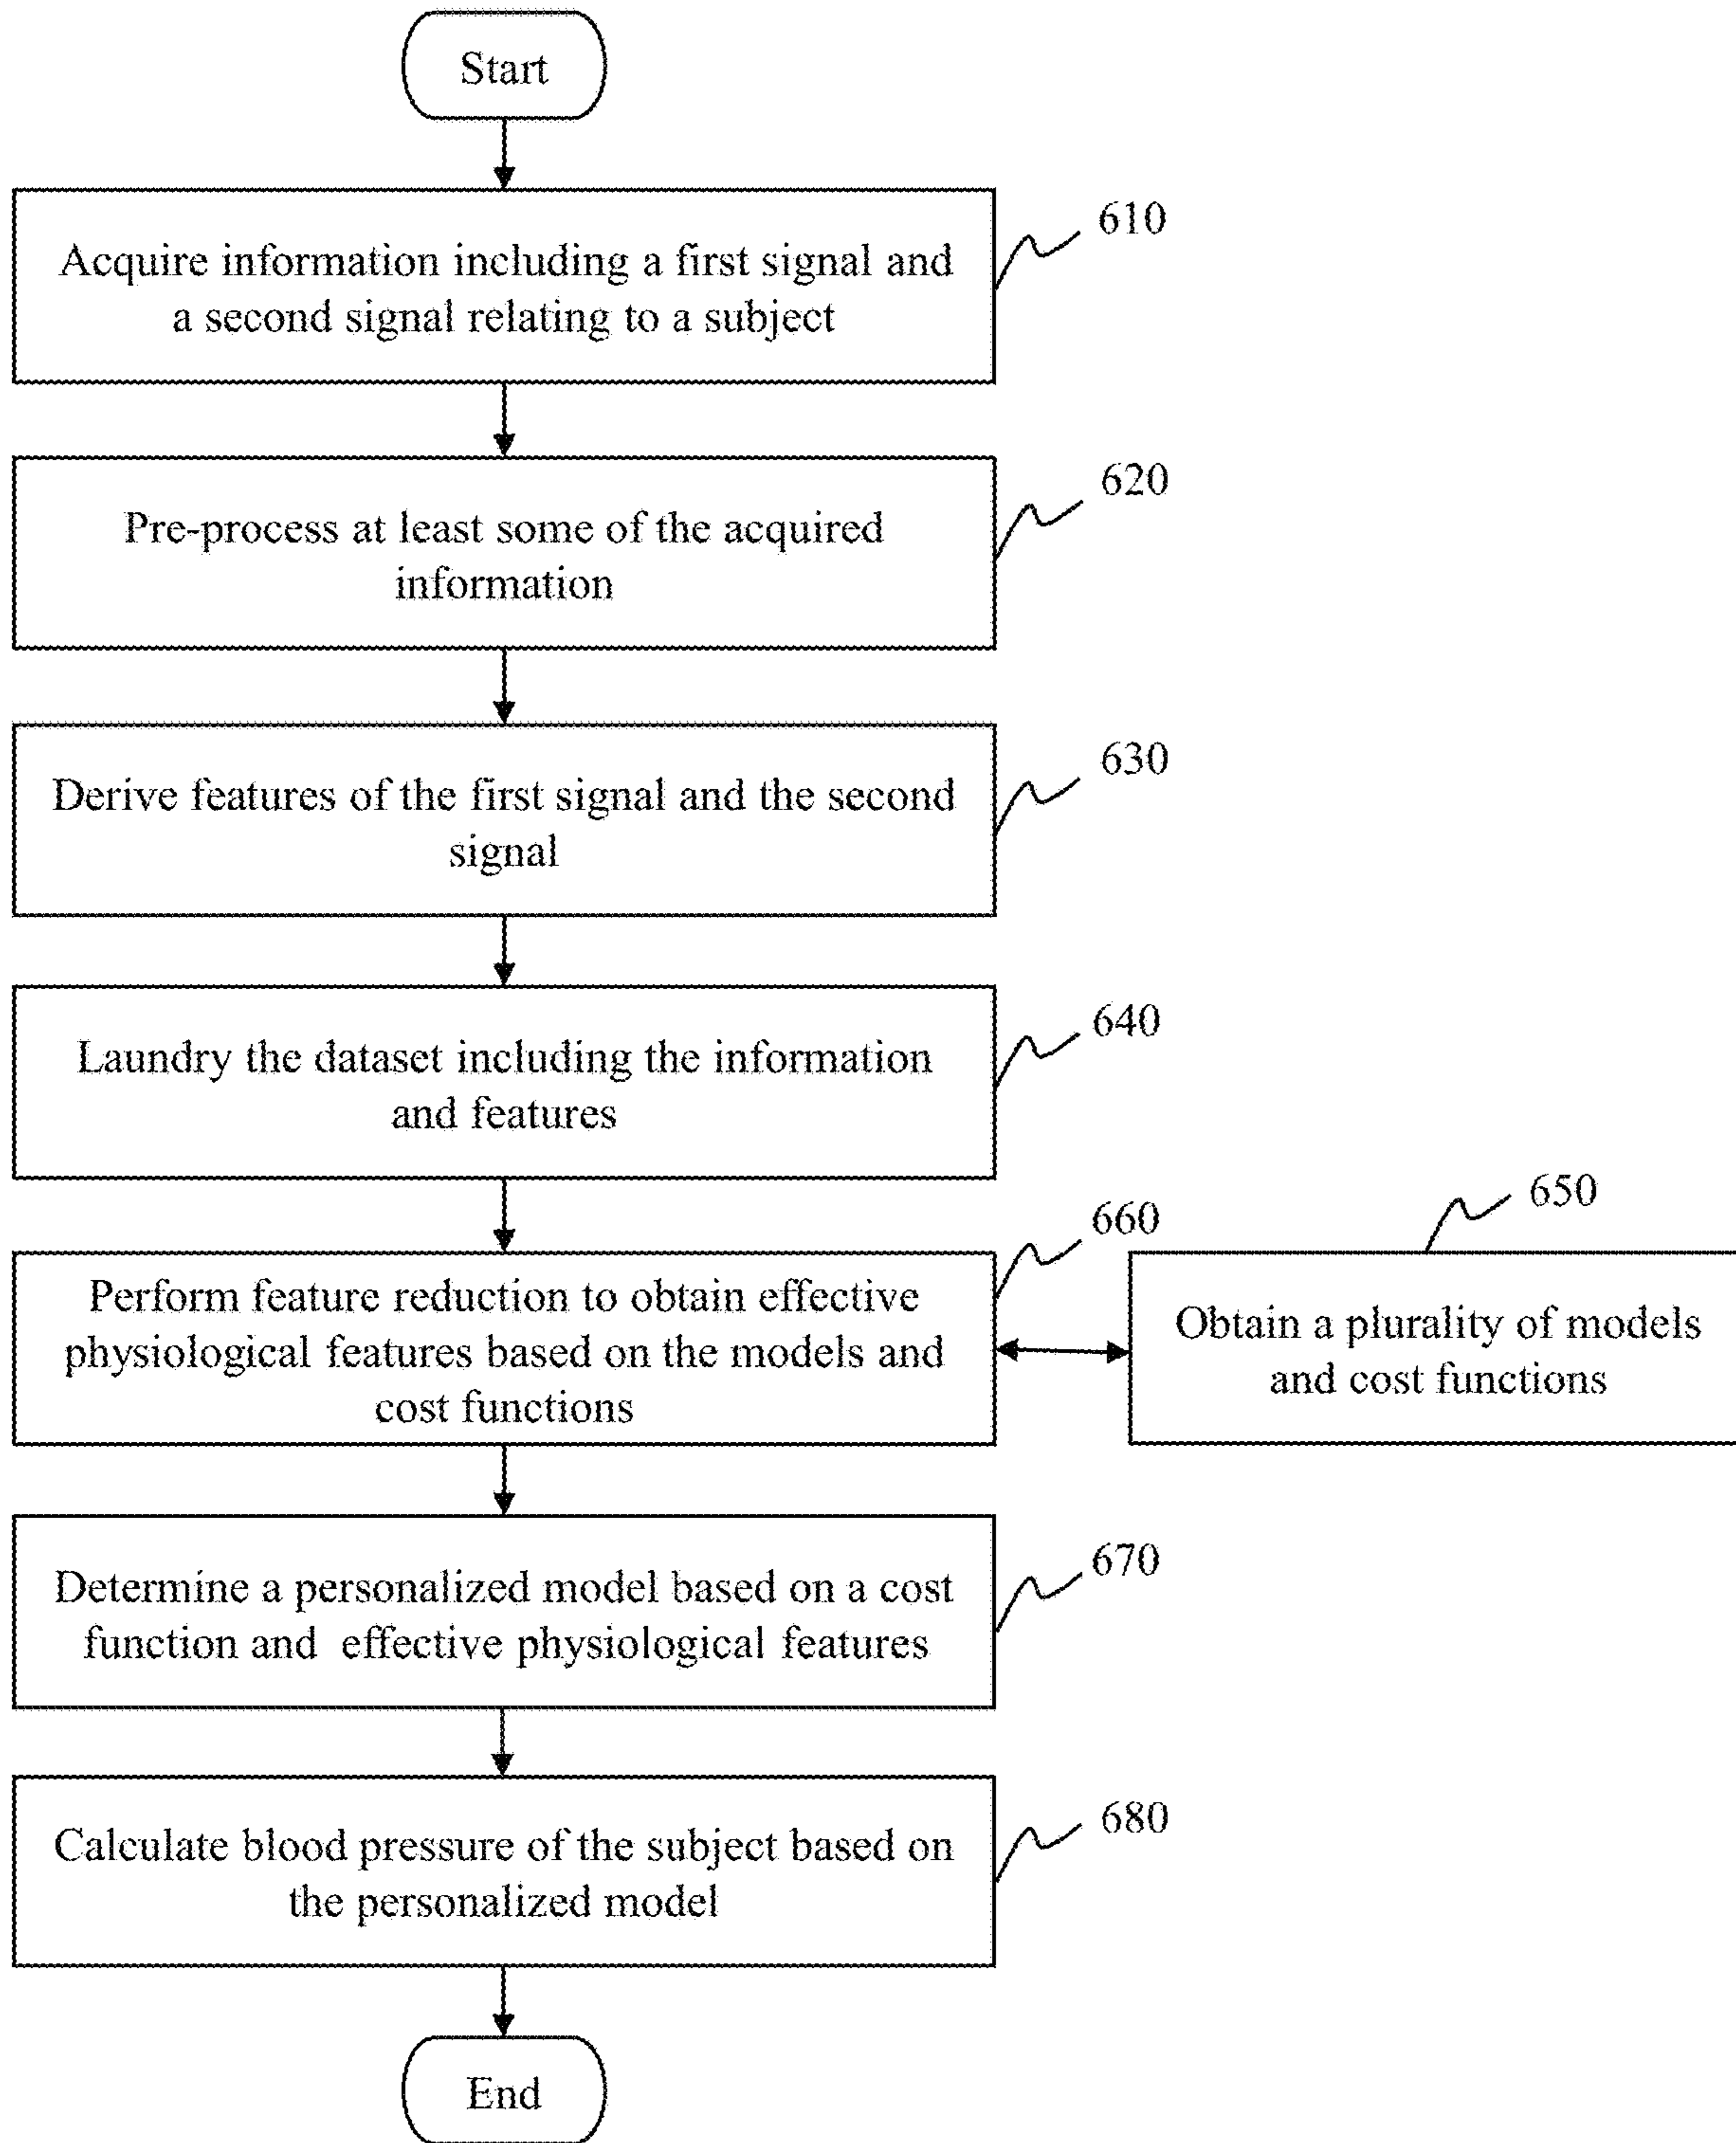 Start
610
Acquire information including a first signal and
a second signal relating to a subject
620
Pre-process at least some of the acquired
information
630
Derive features of the first signal and the second
signal
640
Laundry the dataset including the information
and features
650
660
Perform feature reduction to obtain effective
physiological features based on the models and
cost functions
Obtain a plurality of models
and cost functions
670
Determine a personalized model based on a cost
function and effective physiological features
680
Calculate blood pressure of the subject based on
the personalized model
End